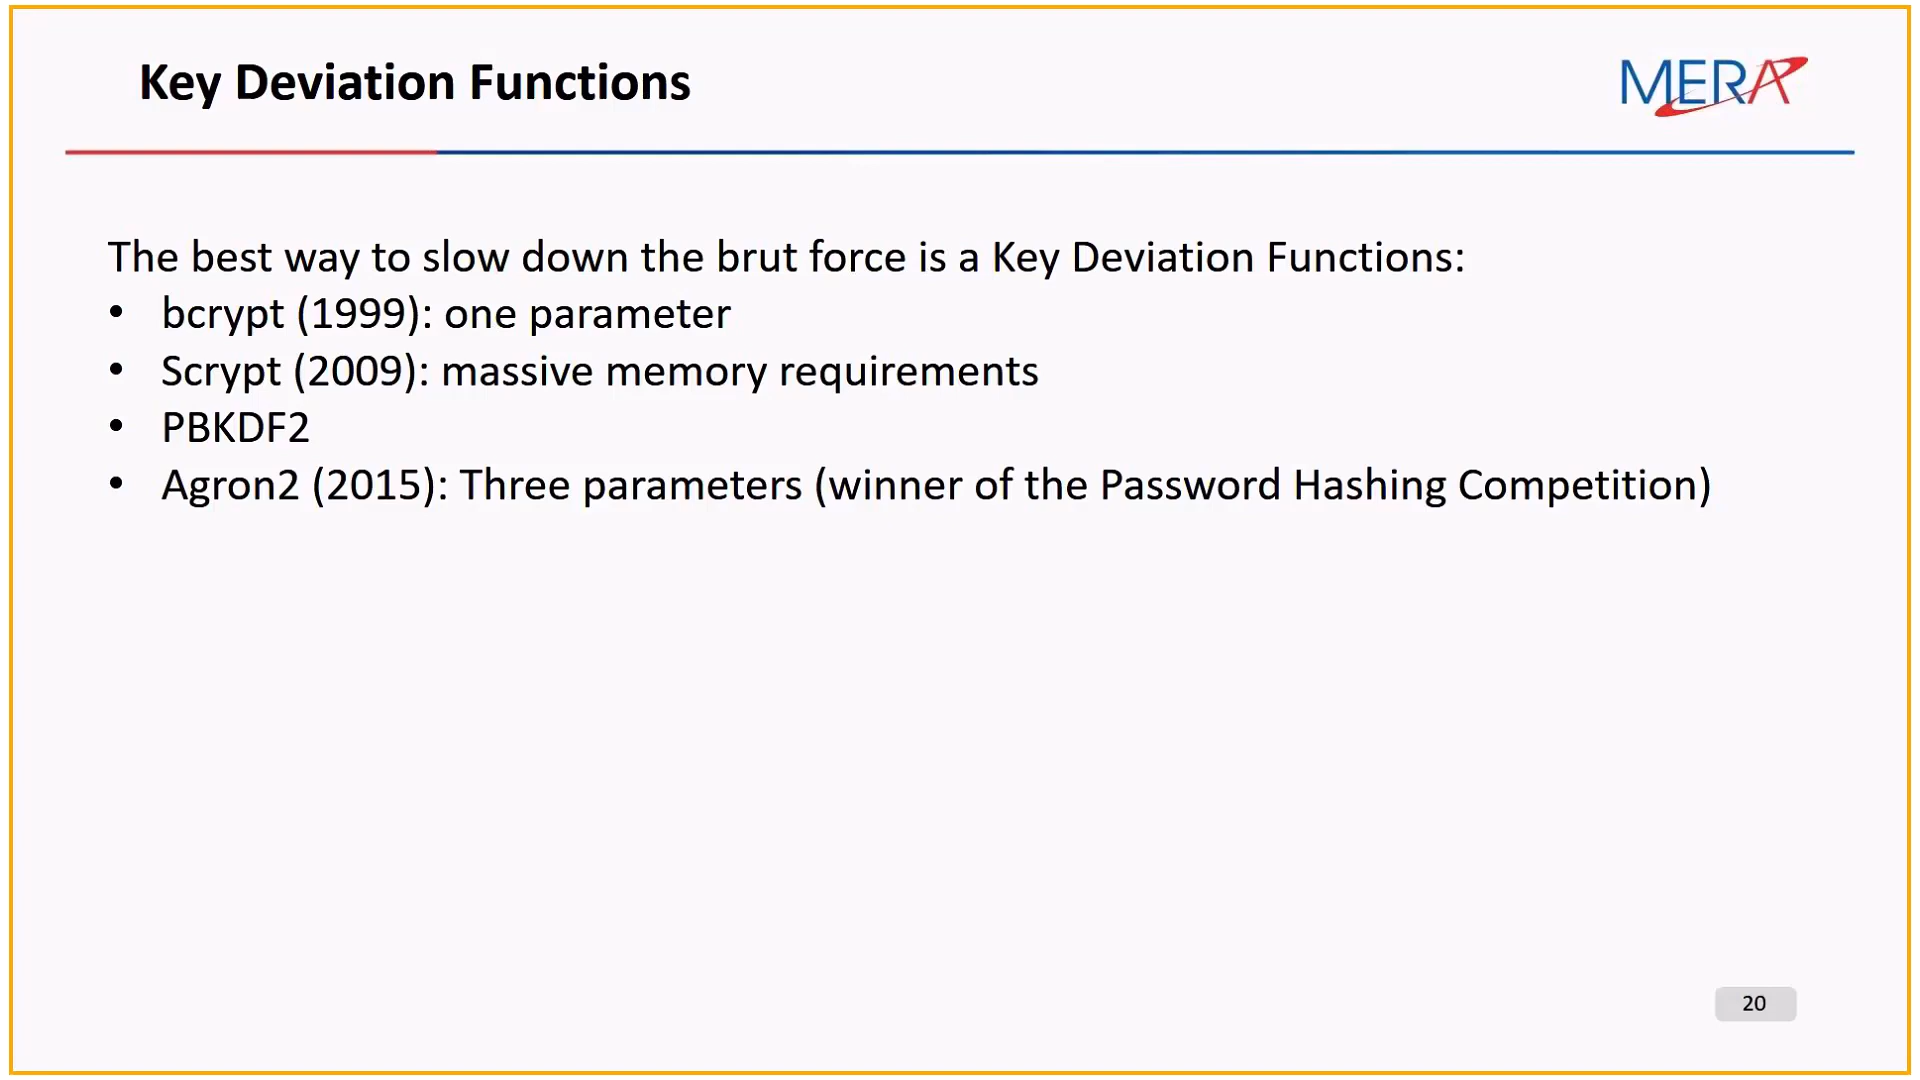 Key Deviation Functions
MERA
The best way to slow down the brut force is a Key Deviation Functions:
• bcrypt (1999): one parameter
• Scrypt (2009): massive memory requirements
• PBKDF2
• Agron2 (2015): Three parameters (winner of the Password Hashing Competition)
20